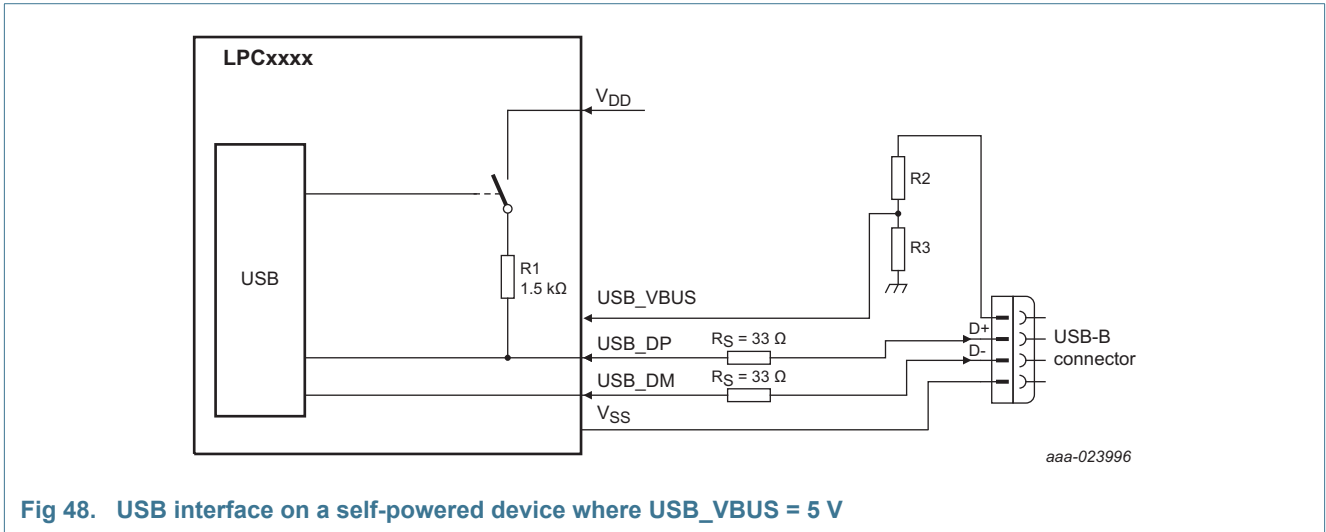 LPCxxxx
VDD
R2
R3
USB
R1
1.5 kΩ
USB_VBUS
D+
USB-B
connector
USB_DP
RS = 33 Ω
D-
USB_DM
RS = 33 Ω
VSS
aaa-023996
Fig 48. USB interface on a self-powered device where USB_VBUS = 5 V